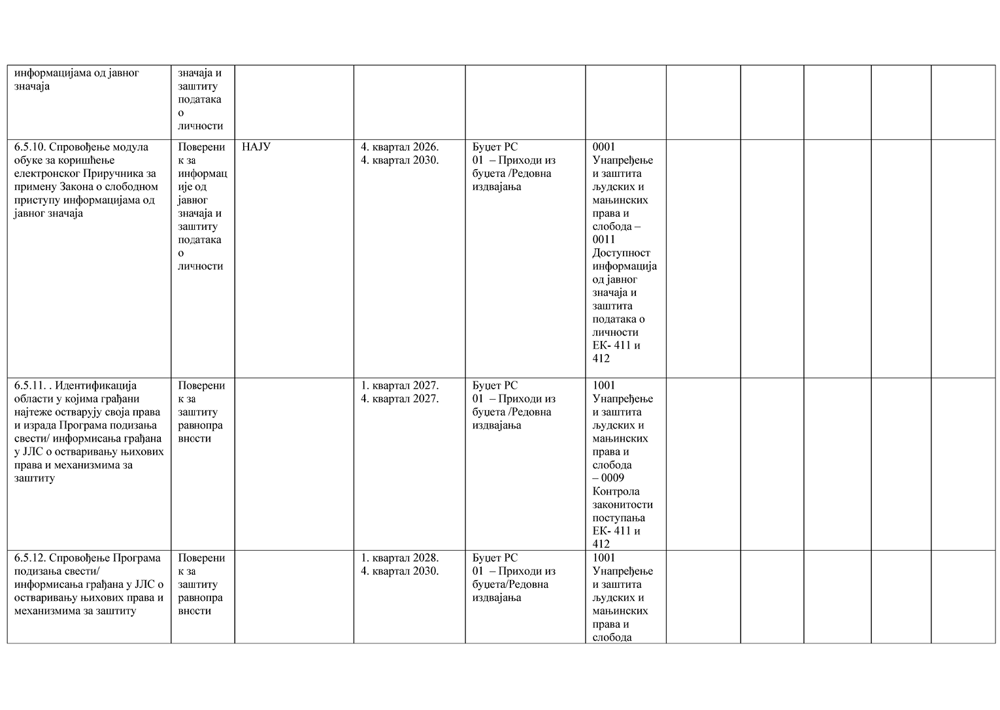 информацијама од јавног
значаја
значаја и
заштиту
података
о
личности
6.5.10. Спровођење модула
обуке за коришћење
електронског Приручника за
примену Закона о слободном
приступу информацијама од
јавног значаја
Поверени
к за
информац
ије од
јавног
значаја и
заштиту
података
о
личности
НАЈУ
4. квартал 2026.
4. квартал 2030.
Буџет РС
01 – Приходи из
буџета /Редовна
издвајања
0001
Унапређење
и заштита
људских и
мањинских
права и
слобода –
0011
Доступност
информација
од јавног
значаја и
заштита
података о
личности
ЕК- 411 и
412
6.5.11. . Идентификација
области у којима грађани
најтеже остварују своја права
и израда Програма подизања
свести/ информисања грађана
у ЈЛС о остваривању њихових
права и механизмима за
заштиту
Поверени
к за
заштиту
равнопра
вности
1. квартал 2027.
4. квартал 2027.
Буџет РС
01 – Приходи из
буџета /Редовна
издвајања
1001
Унапређење
и заштита
људских и
мањинских
права и
слобода
– 0009
Контрола
законитости
поступања
ЕК- 411 и
412
6.5.12. Спровођење Програма
подизања свести/
информисања грађана у ЈЛС о
остваривању њихових права и
механизмима за заштиту
Поверени
к за
заштиту
равнопра
вности
1. квартал 2028.
4. квартал 2030.
Буџет РС
01 – Приходи из
буџета/Редовна
издвајања
1001
Унапређење
и заштита
људских и
мањинских
права и
слобода